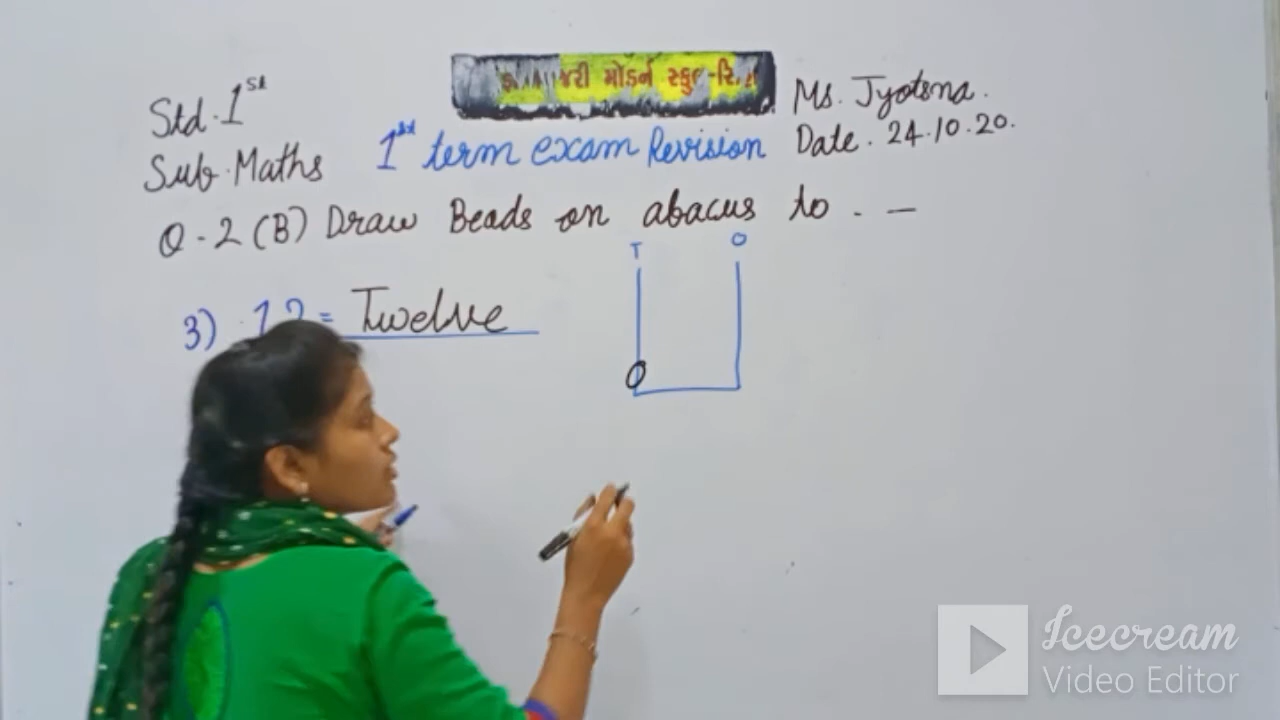 Std. 1st
મોડર્ન સ્કુલ
Ms. Jyotsna.
Sub. Maths
1st term exam Revision
Date. 24.10.20.
Q-2 (B) Draw Beads on abacus to . —
T O
3) 12 = Twelve
Icecream
Video Editor